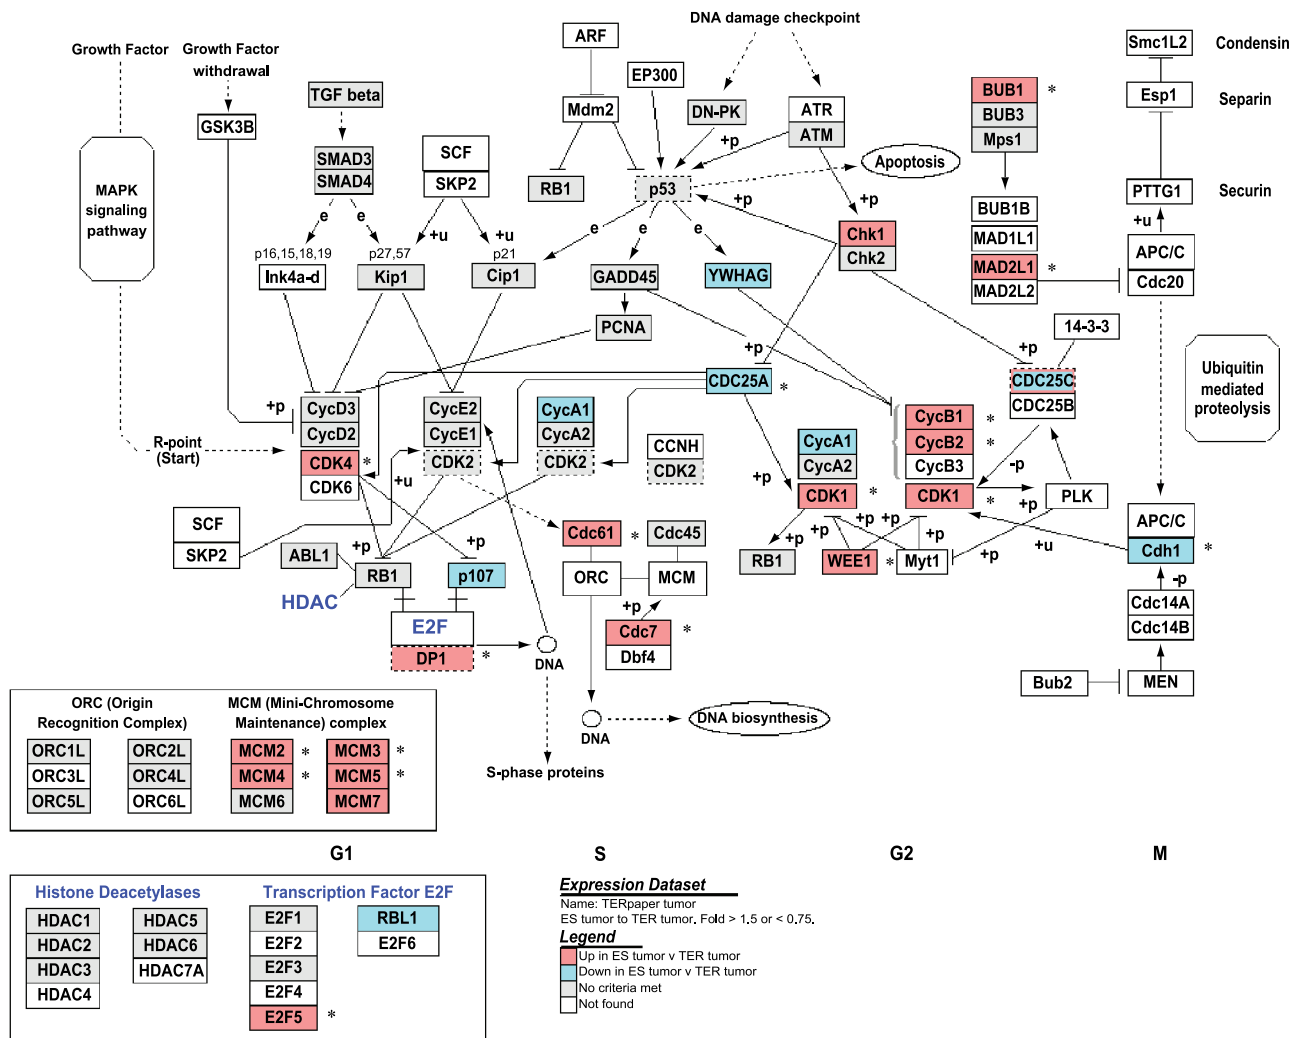 DNA damage checkpoint
Growth Factor
Growth Factor
withdrawal
ARF
Smc1L2
Condensin
EP300
TGF beta
GSK3B
Mdm2
DN-PK
ATR
ATM
BUB1
*
BUB3
Mps1
Esp1
Separin
+p
SCF
SKP2
SMAD3
SMAD4
MAPK
signaling
pathway
RB1
p53
Apoptosis
PTTG1
Securin
BUB1B
MAD1L1
MAD2L1
*
MAD2L2
+u
APC/C
Cdc20
e
e
+u
+u
e
e
e
+p
+p
Chk1
Chk2
p16,15,18,19
Ink4a-d
p27,57
Kip1
p21
Cip1
GADD45
YWHAG
PCNA
14-3-3
+p
+p
CDC25A
*
CDC25C
CDC25B
Ubiquitin
mediated
proteolysis
+p
CycD3
CycD2
CDK4
*
CDK6
CycE2
CycE1
CDK2
CycA1
CycA2
CDK2
CCNH
CDK2
CycA1
CycA2
CDK1
*
CycB1
*
CycB2
*
CycB3
CDK1
*
R-point
(Start)
+u
+p
-p
+p
PLK
SCF
SKP2
ABL1
HDAC
+p
RB1
+p
p107
Cdc61
*
Cdc45
ORC
MCM
+p
RB1
+p
+p
+p
WEE1
*
Myt1
+p
+u
APC/C
Cdh1
*
-p
Cdc14A
Cdc14B
E2F
DP1
*
DNA
+p
Cdc7
*
Dbf4
Bub2
MEN
DNA
DNA biosynthesis
S-phase proteins
ORC (Origin
Recognition Complex)
MCM (Mini-Chromosome
Maintenance) complex
ORC1L
ORC2L
MCM2
*
MCM3
*
ORC3L
ORC4L
MCM4
*
MCM5
*
ORC5L
ORC6L
MCM6
MCM7
G1
S
G2
M
Histone Deacetylases
Transcription Factor E2F
HDAC1
HDAC5
E2F1
RBL1
HDAC2
HDAC6
E2F2
E2F6
HDAC3
HDAC7A
E2F3
HDAC4
E2F4
E2F5
*
Expression Dataset
Name: TERpaper tumor
ES tumor to TER tumor. Fold > 1.5 or < 0.75.
Legend
Up in ES tumor v TER tumor
Down in ES tumor v TER tumor
No criteria met
Not found